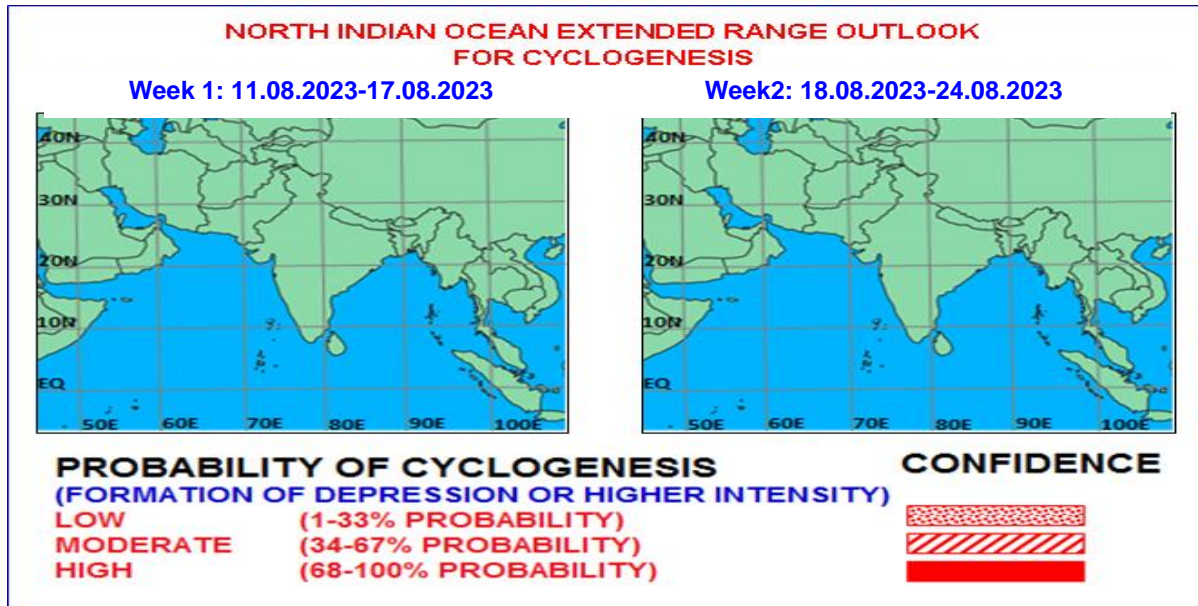 NORTH INDIAN OCEAN EXTENDED RANGE OUTLOOK
FOR CYCLOGENESIS
Week 1: 11.08.2023-17.08.2023
Week2: 18.08.2023-24.08.2023
40N
30N
20N
10N
EQ
50E 60E 70E 80E 90E 100E
40N
30N
20N
10N
EQ
50E 60E 70E 80E 90E 100E
PROBABILITY OF CYCLOGENESIS
CONFIDENCE
(FORMATION OF DEPRESSION OR HIGHER INTENSITY)
LOW (1-33% PROBABILITY)
MODERATE (34-67% PROBABILITY)
HIGH (68-100% PROBABILITY)